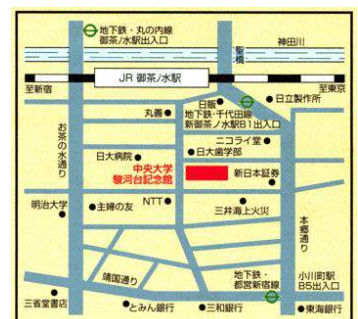 地下鉄・丸の内線
御茶ノ水駅出入口
神田川
聖橋
JR 御茶ノ水駅
至新宿
至東京
日販
日立製作所
丸善
地下鉄・千代田線
新御茶ノ水駅B1出入口
お茶の水通り
ニコライ堂
日大病院
日大歯学部
中央大学
駿河台記念館
新日本証券
明治大学
主婦の友
NTT
三井海上火災
本郷通り
靖国通り
地下鉄・
都営新宿線
小川町駅
B5出入口
三省堂書店
とみん銀行
三和銀行
東海銀行